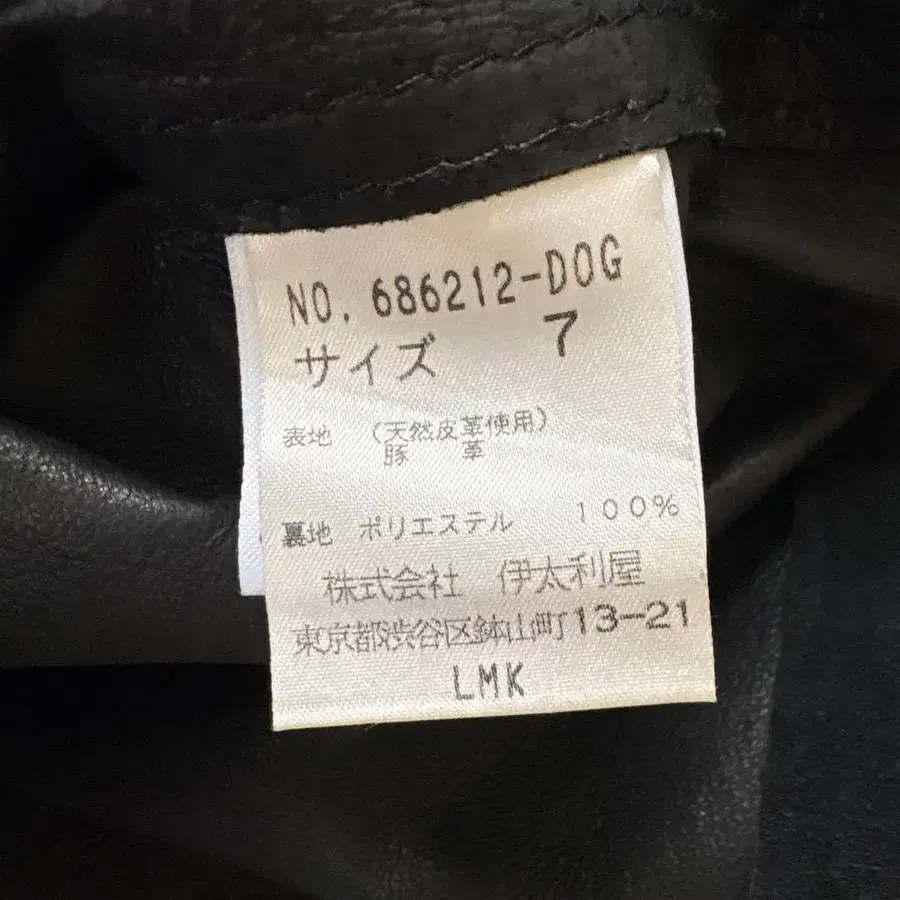 NO. 686212-DOG
サイズ 7
表地 (天然皮革使用)
豚 革
裏地 ポリエステル 100%
株式会社 伊太利屋
東京都渋谷区鉢山町13-21
LMK